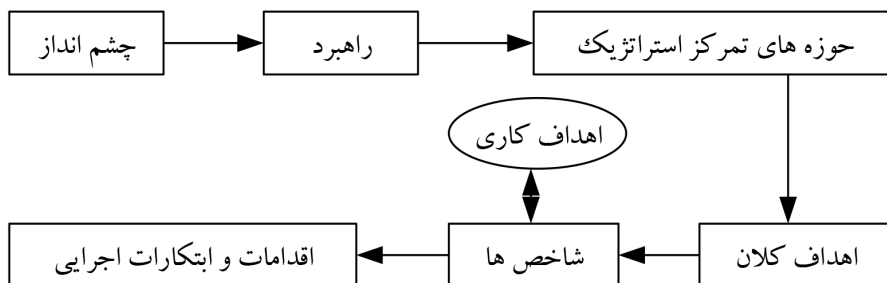 چشم انداز
راهبرد
حوزه های تمرکز استراتژیک
اهداف کاری
اهداف کلان
شاخص ها
اقدامات و ابتکارات اجرایی